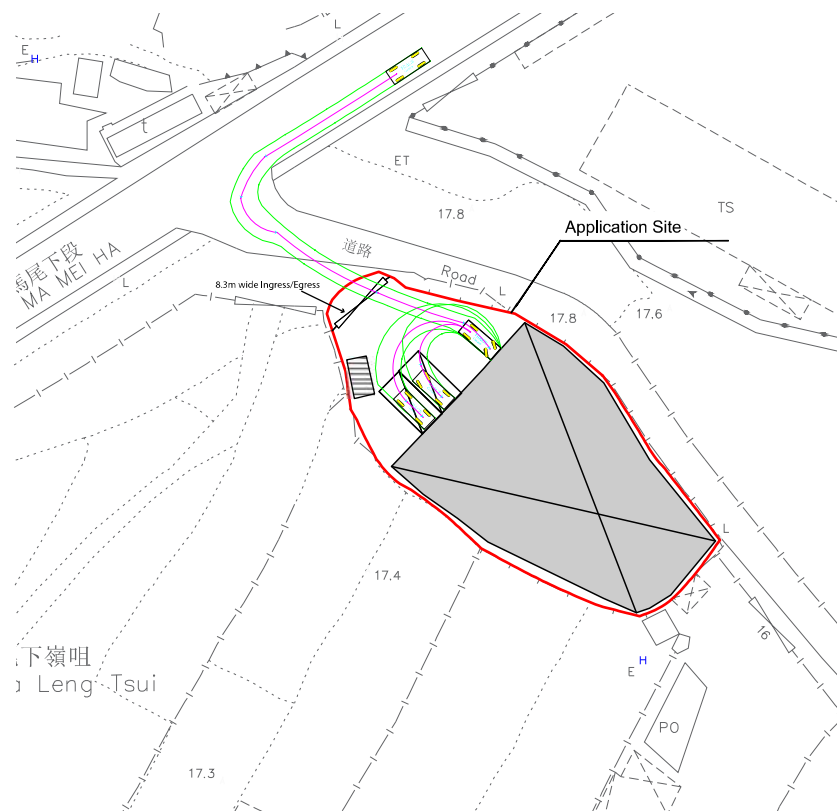 E
H
L
t
ET
17.8
TS
Application Site
道路
Road
馬尾下段
MA MEI HA
L
L
8.3m wide Ingress/Egress
17.8
17.6
17.4
L
16
下嶺咀
Leng Tsui
E
H
PO
17.3